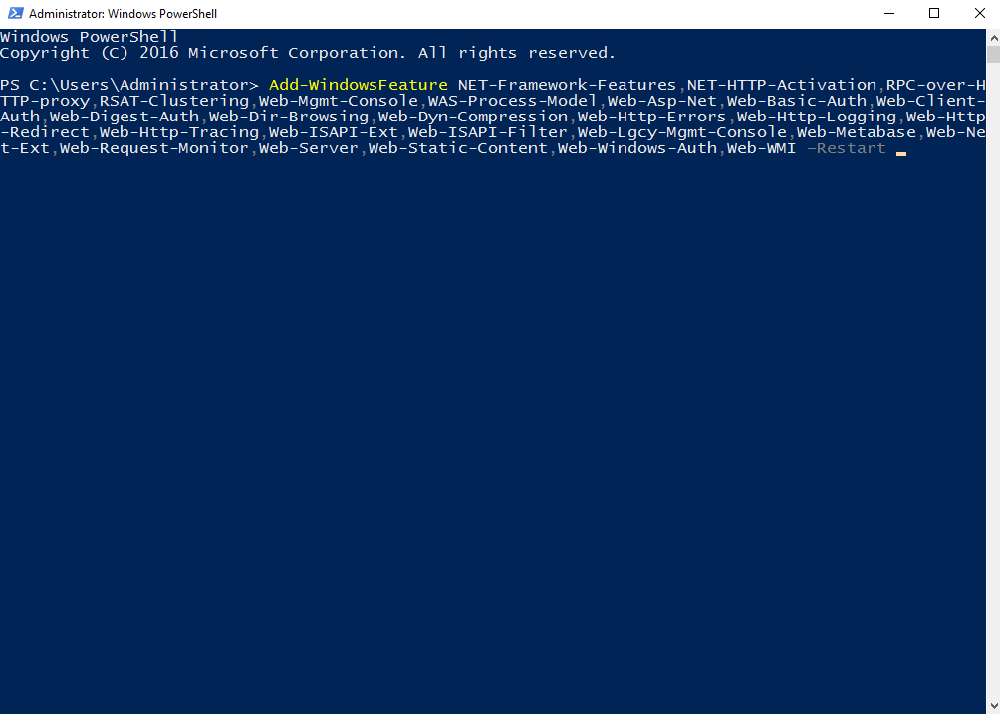 Administrator: Windows PowerShell
Windows PowerShell
Copyright (C) 2016 Microsoft Corporation. All rights reserved.
PS C:\Users\Administrator> Add-WindowsFeature NET-Framework-Features,NET-HTTP-Activation,RPC-over-H
TTP-proxy,RSAT-Clustering,Web-Mgmt-Console,WAS-Process-Model,Web-Asp-Net,Web-Basic-Auth,Web-Client-
Auth,Web-Digest-Auth,Web-Dir-Browsing,Web-Dyn-Compression,Web-Http-Errors,Web-Http-Logging,Web-Http
-Redirect,Web-Http-Tracing,Web-ISAPI-Ext,Web-ISAPI-Filter,Web-Lgcy-Mgmt-Console,Web-Metabase,Web-Ne
t-Ext,Web-Request-Monitor,Web-Server,Web-Static-Content,Web-Windows-Auth,Web-WMI -Restart